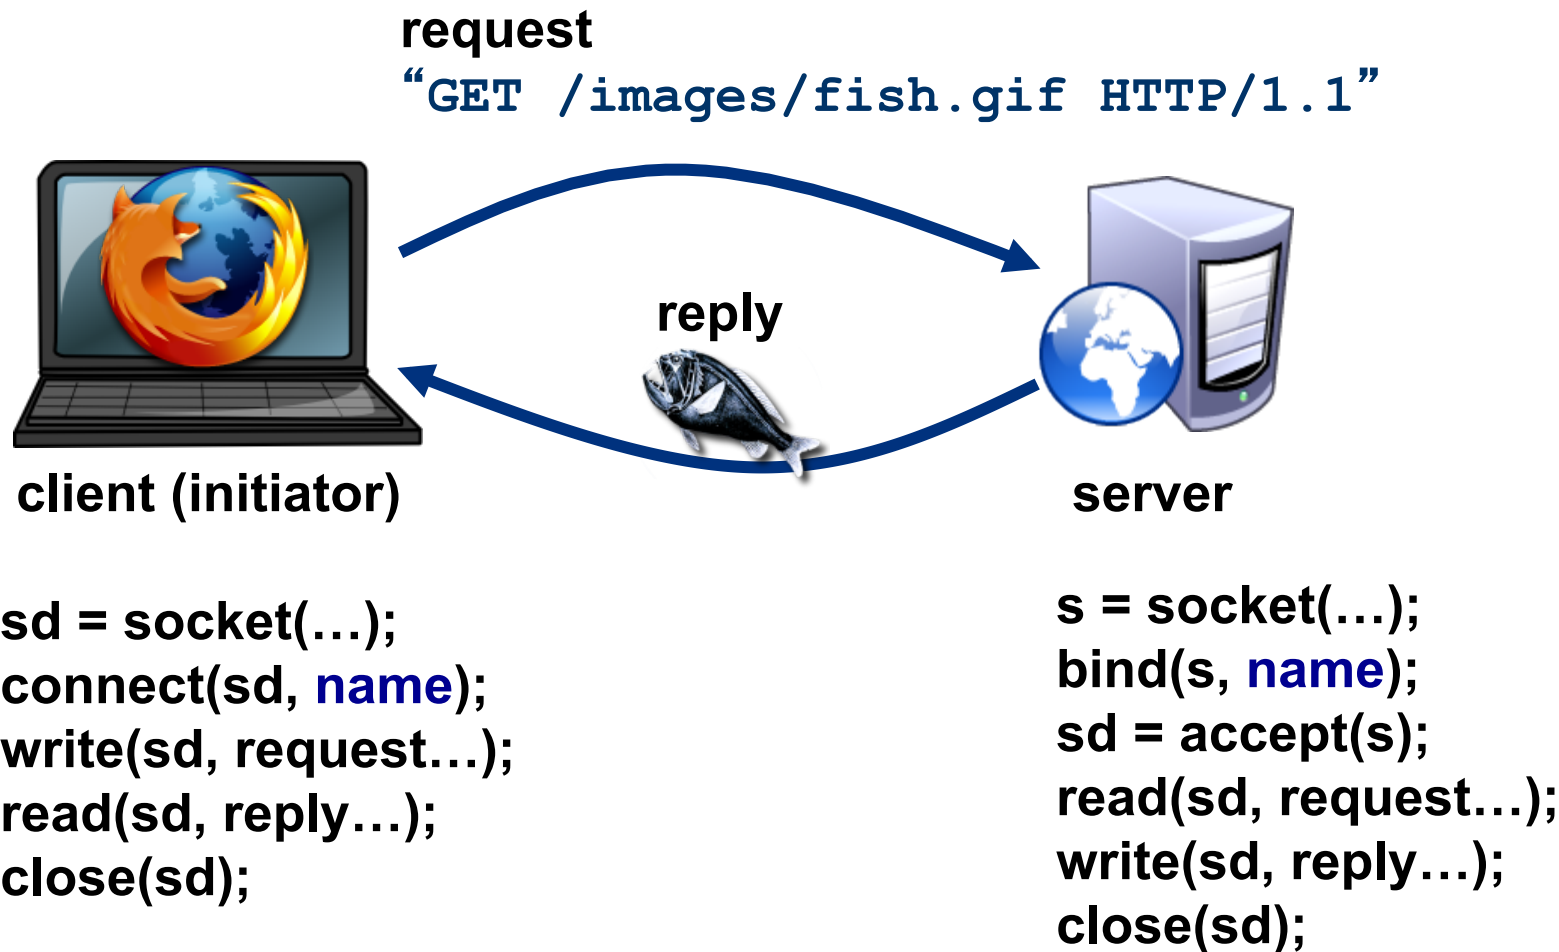 request
“GET /images/fish.gif HTTP/1.1”
reply
client (initiator)
server
sd = socket(…);
connect(sd, name);
write(sd, request…);
read(sd, reply…);
close(sd);
s = socket(…);
bind(s, name);
sd = accept(s);
read(sd, request…);
write(sd, reply…);
close(sd);